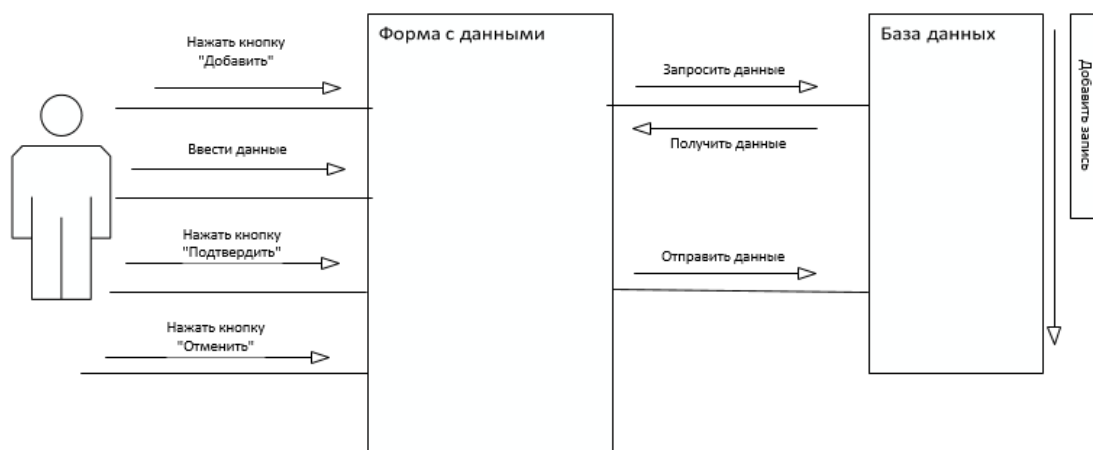 Нажать кнопку
"Добавить"
Форма с данными
База данных
Запросить данные
Добавить запись
Получить данные
Ввести данные
Нажать кнопку
"Подтвердить"
Отправить данные
Нажать кнопку
"Отменить"